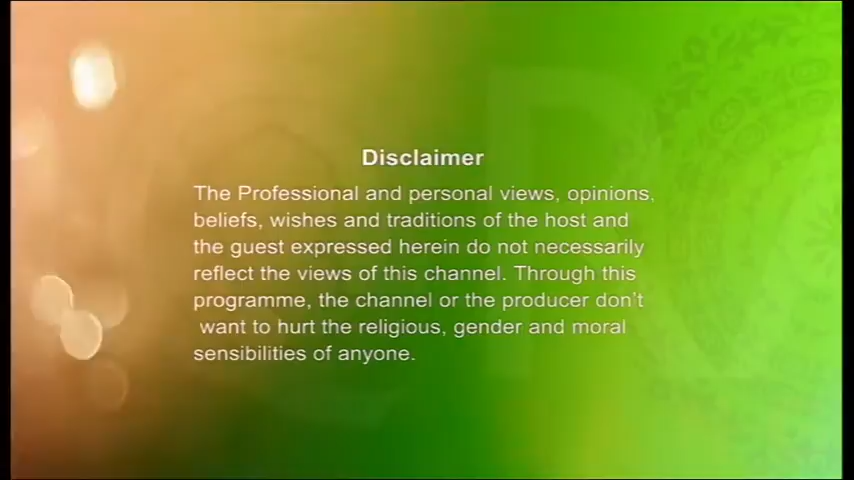 Disclaimer
The Professional and personal views, opinions,
beliefs, wishes and traditions of the host and
the guest expressed herein do not necessarily
reflect the views of this channel. Through this
programme, the channel or the producer don't
want to hurt the religious, gender and moral
sensibilities of anyone.